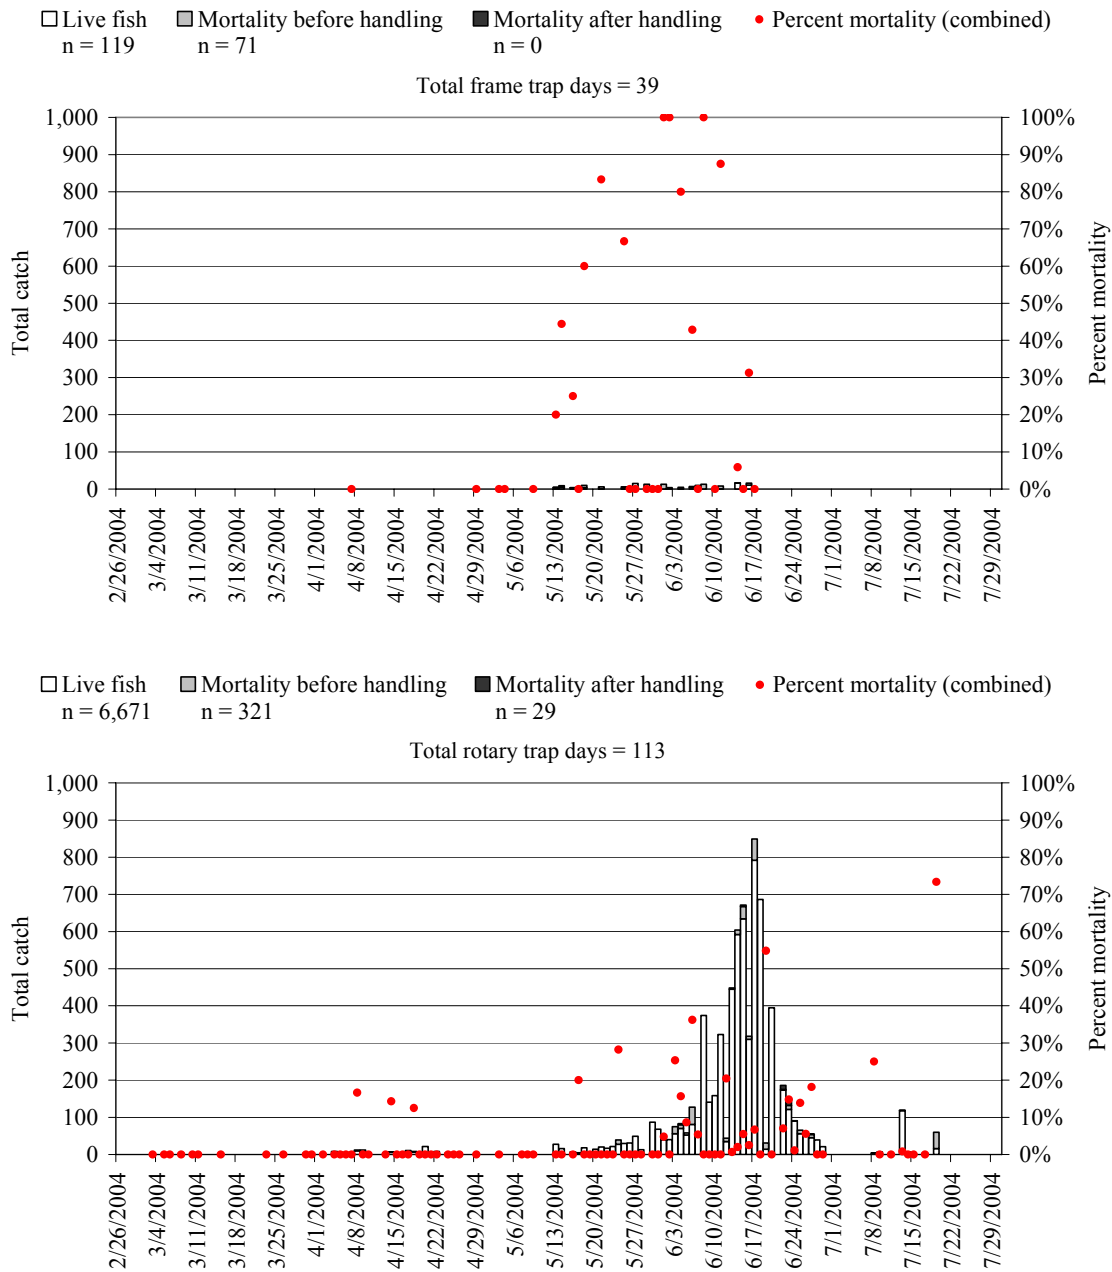 Live fish Mortality before handling Mortality after handling Percent mortality (combined)
n = 119 n = 71 n = 0
Total frame trap days = 39
1,000 100%
900 90%
800 80%
700 70%
600 60%
500 50%
400 40%
300 30%
200 20%
100 10%
0 0%
Total catch
Percent mortality
2/26/2004 3/4/2004 3/11/2004 3/18/2004 3/25/2004 4/1/2004 4/8/2004 4/15/2004 4/22/2004 4/29/2004 5/6/2004 5/13/2004 5/20/2004 5/27/2004 6/3/2004 6/10/2004 6/17/2004 6/24/2004 7/1/2004 7/8/2004 7/15/2004 7/22/2004 7/29/2004
Live fish Mortality before handling Mortality after handling Percent mortality (combined)
n = 6,671 n = 321 n = 29
Total rotary trap days = 113
1,000 100%
900 90%
800 80%
700 70%
600 60%
500 50%
400 40%
300 30%
200 20%
100 10%
0 0%
Total catch
Percent mortality
2/26/2004 3/4/2004 3/11/2004 3/18/2004 3/25/2004 4/1/2004 4/8/2004 4/15/2004 4/22/2004 4/29/2004 5/6/2004 5/13/2004 5/20/2004 5/27/2004 6/3/2004 6/10/2004 6/17/2004 6/24/2004 7/1/2004 7/8/2004 7/15/2004 7/22/2004 7/29/2004